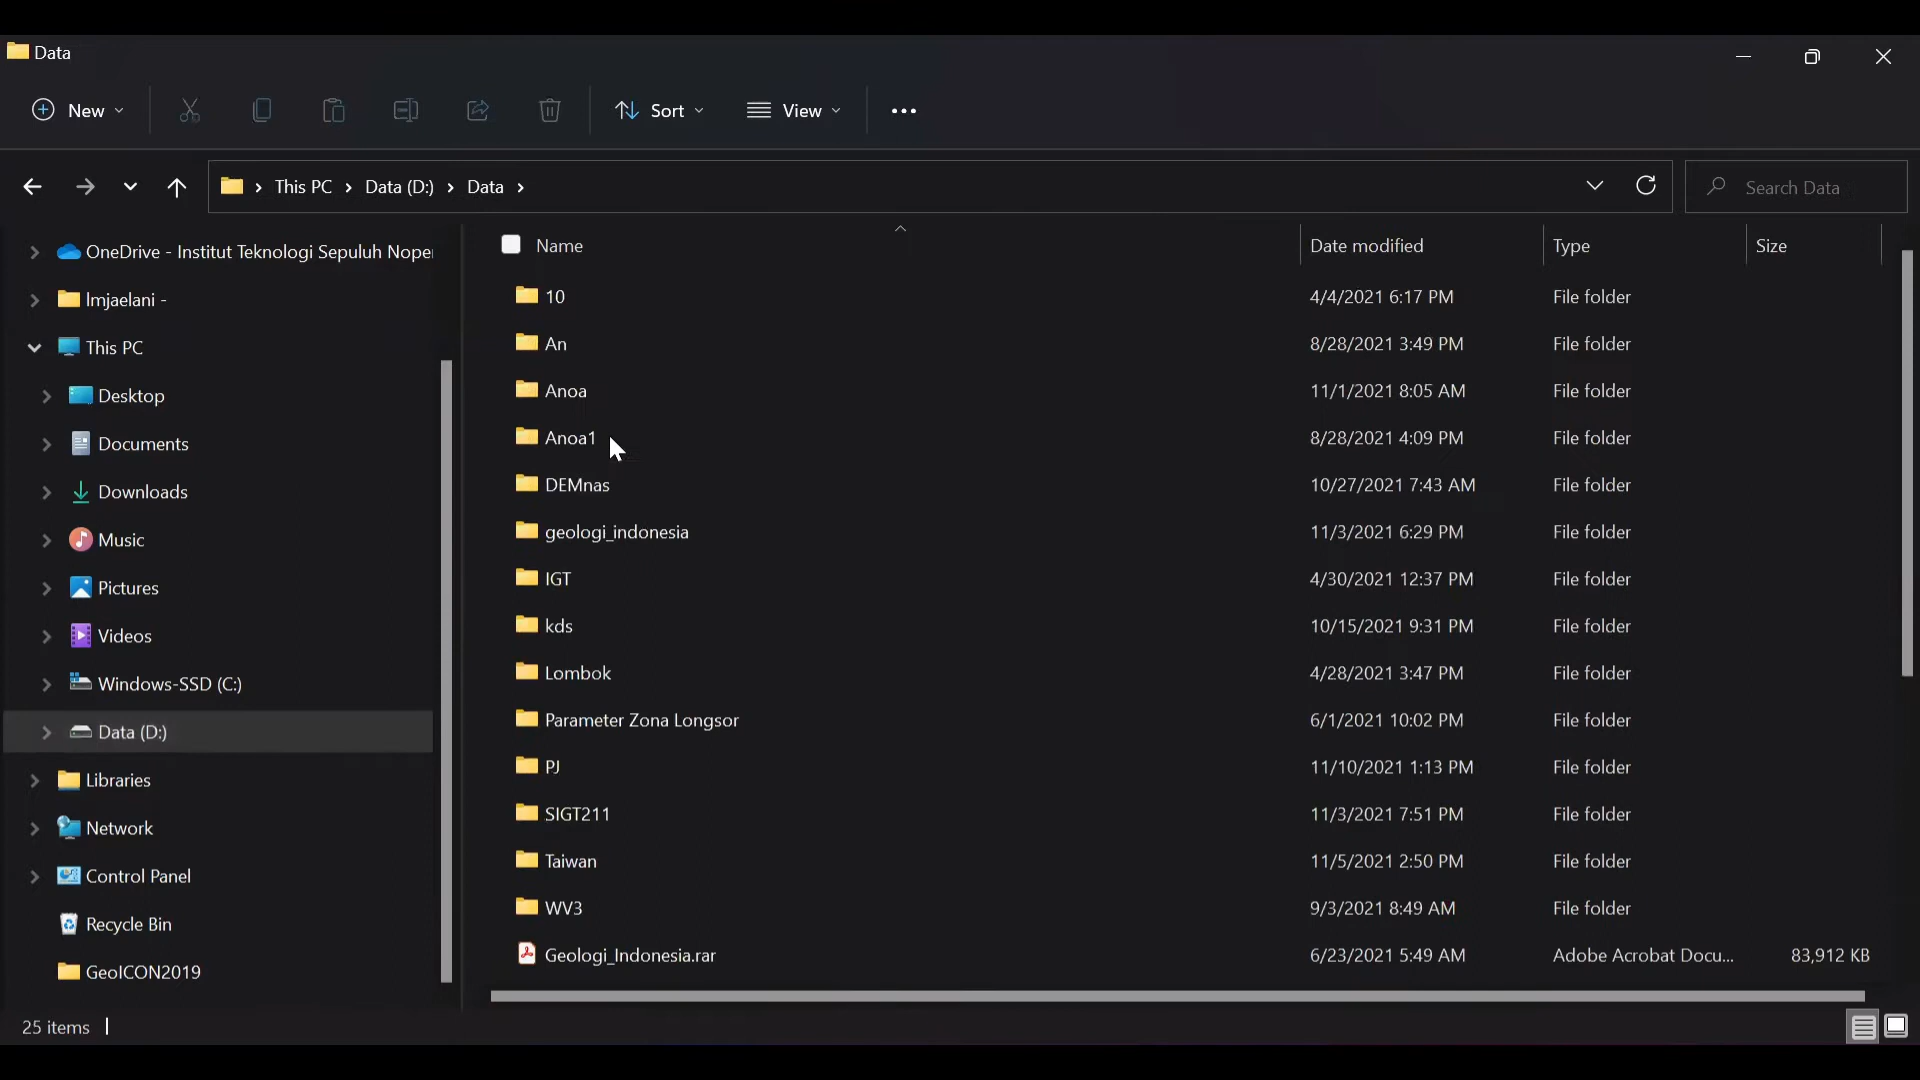 Data
New
Sort
View
This PC
Data (D:)
Data
Search Data
OneDrive - Institut Teknologi Sepuluh Noper
lmjaelani -
This PC
Desktop
Documents
Downloads
Music
Pictures
Videos
Windows-SSD (C:)
Data (D:)
Libraries
Network
Control Panel
Recycle Bin
GeoICON2019
Name Date modified Type Size
10 4/4/2021 6:17 PM File folder
An 8/28/2021 3:49 PM File folder
Anoa 11/1/2021 8:05 AM File folder
Anoa1 8/28/2021 4:09 PM File folder
DEMnas 10/27/2021 7:43 AM File folder
geologi_indonesia 11/3/2021 6:29 PM File folder
IGT 4/30/2021 12:37 PM File folder
kds 10/15/2021 9:31 PM File folder
Lombok 4/28/2021 3:47 PM File folder
Parameter Zona Longsor 6/1/2021 10:02 PM File folder
PJ 11/10/2021 1:13 PM File folder
SIGT211 11/3/2021 7:51 PM File folder
Taiwan 11/5/2021 2:50 PM File folder
WV3 9/3/2021 8:49 AM File folder
Geologi_Indonesia.rar 6/23/2021 5:49 AM Adobe Acrobat Docu... 83,912 KB
25 items